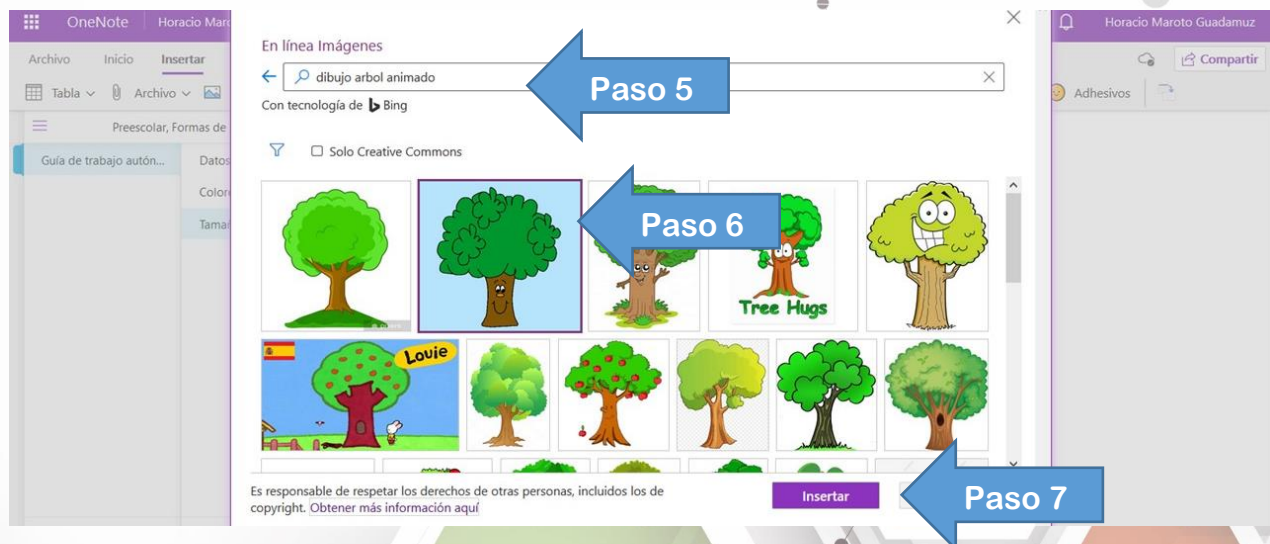 OneNote
Horacio Marc
Horacio Maroto Guadamuz
Archivo
Inicio
Insertar
Compartir
Tabla
Archivo
Adhesivos
Preescolar, Formas de
Guía de trabajo autón...
Datos
Tamañ
En línea Imágenes
dibujo arbol animado
Paso 5
Con tecnología de Bing
Solo Creative Commons
Paso 6
Tree Hugs
Louie
Es responsable de respetar los derechos de otras personas, incluidos los de
copyright. Obtener más información aquí
Insertar
Paso 7